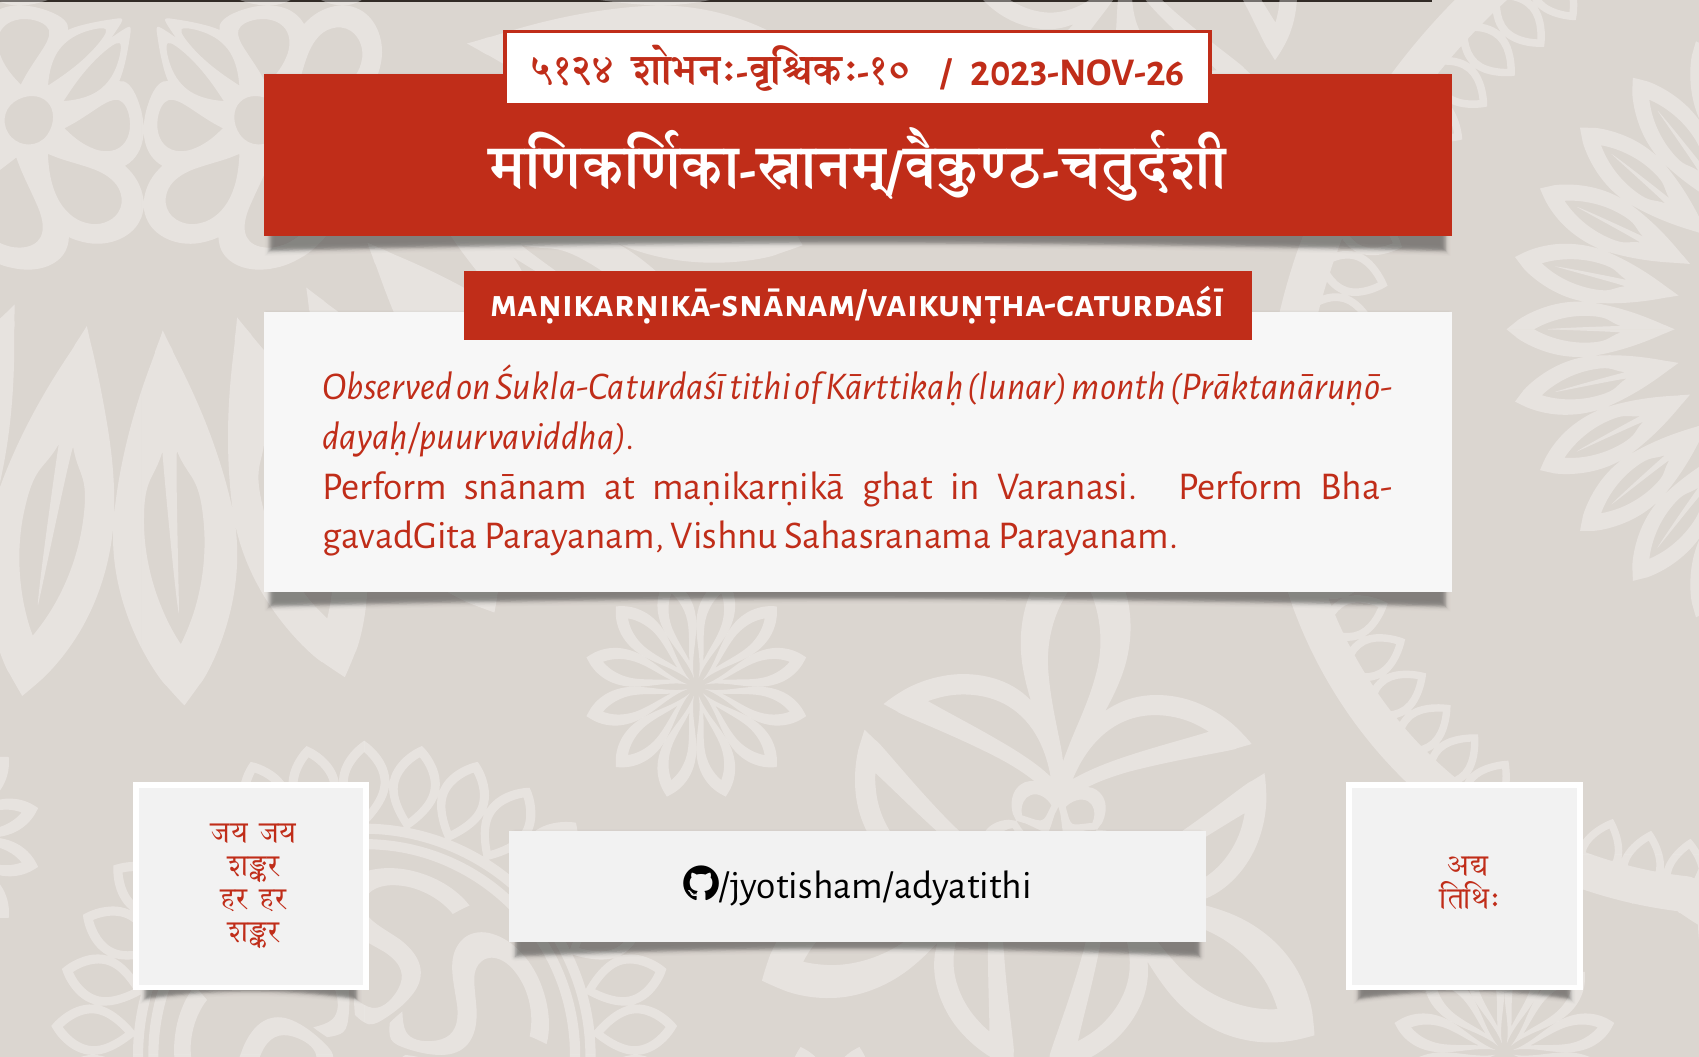 ५१२४ शोभनः-वृश्चिकः-१० / 2023-NOV-26
मणिकर्णिका-स्नानम्/वैकुण्ठ-चतुर्दशी
MAṆIKARṆIKĀ-SNĀNAM/VAIKUṆṬHA-CATURDAŚĪ
Observed on Śukla-Caturdaśī tithi of Kārttikaḥ (lunar) month (Prāktanāruṇō-
dayaḥ/puurvaviddha).
Perform snānam at maṇikarṇikā ghat in Varanasi. Perform Bha-
gavadGita Parayanam, Vishnu Sahasranama Parayanam.
जय जय
शङ्कर
हर हर
शङ्कर
/jyotisham/adyatithi
अद्य
तिथिः